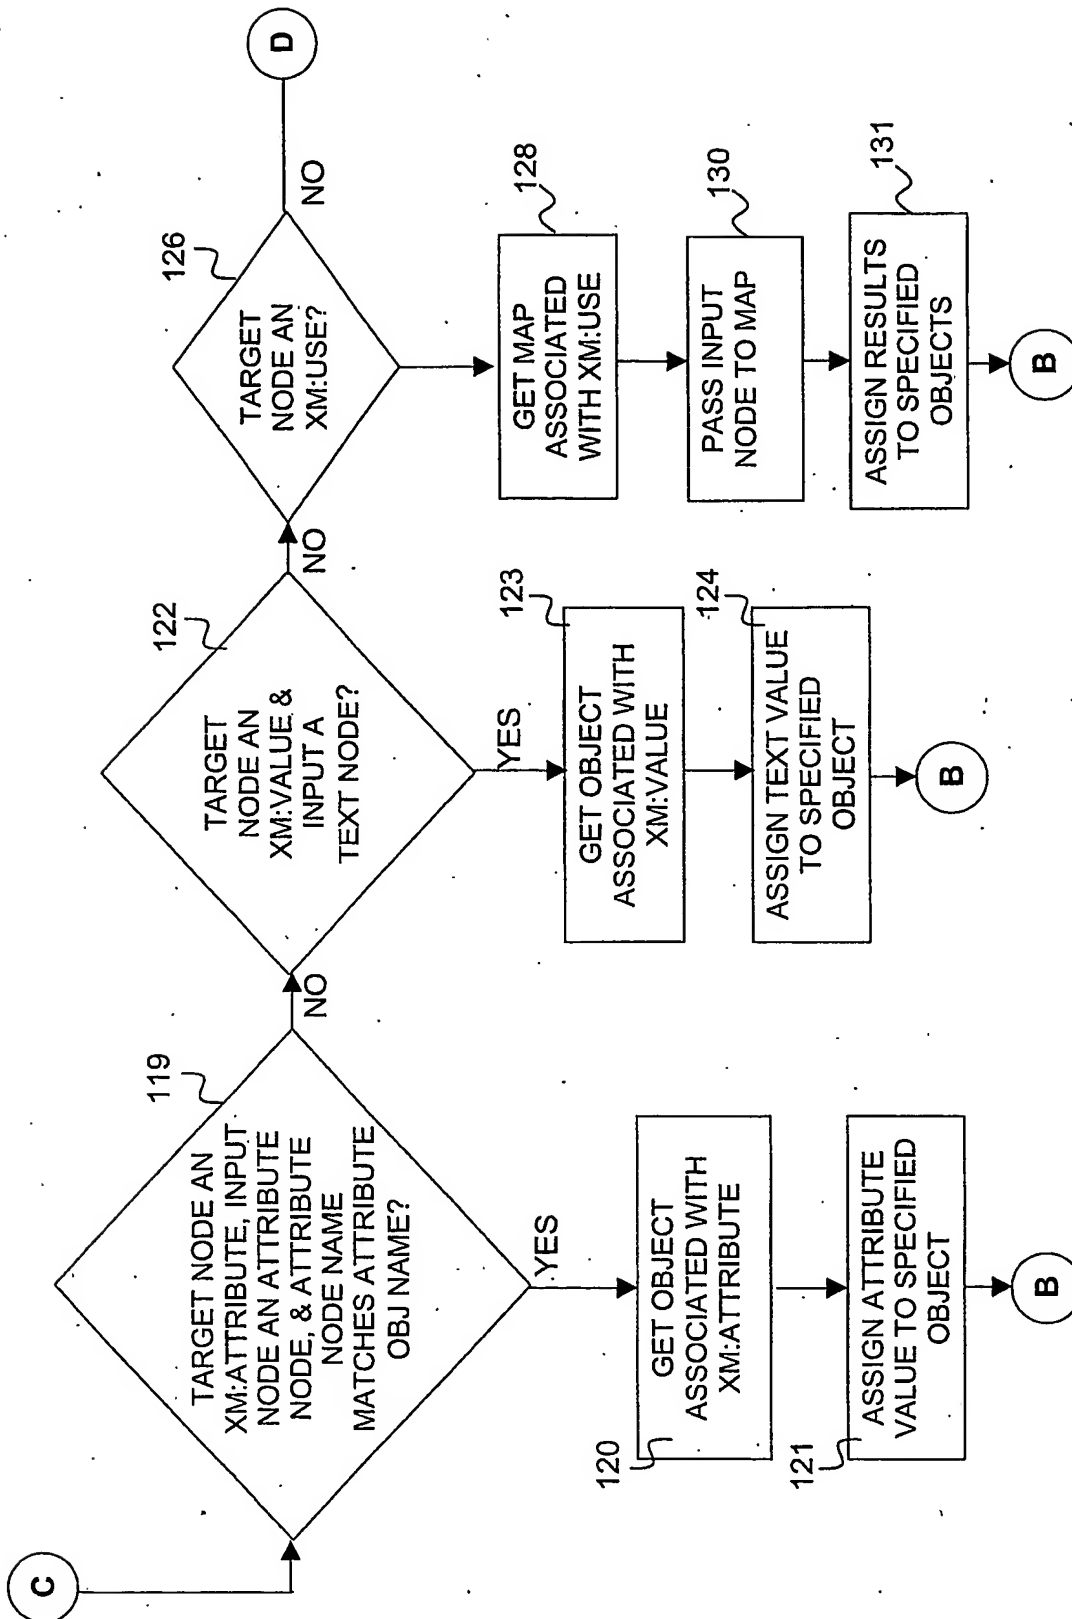 C
119
TARGET NODE AN
XM:ATTRIBUTE, INPUT
NODE AN ATTRIBUTE
NODE, & ATTRIBUTE
NODE NAME
MATCHES ATTRIBUTE
OBJ NAME?
YES
NO
120
GET OBJECT
ASSOCIATED WITH
XM:ATTRIBUTE
121
ASSIGN ATTRIBUTE
VALUE TO SPECIFIED
OBJECT
B
122
TARGET
NODE AN
XM:VALUE &
INPUT A
TEXT NODE?
YES
NO
123
GET OBJECT
ASSOCIATED WITH
XM:VALUE
124
ASSIGN TEXT VALUE
TO SPECIFIED
OBJECT
B
126
TARGET
NODE AN
XM:USE?
NO
D
128
GET MAP
ASSOCIATED
WITH XM:USE
130
PASS INPUT
NODE TO MAP
131
ASSIGN RESULTS
TO SPECIFIED
OBJECTS
B